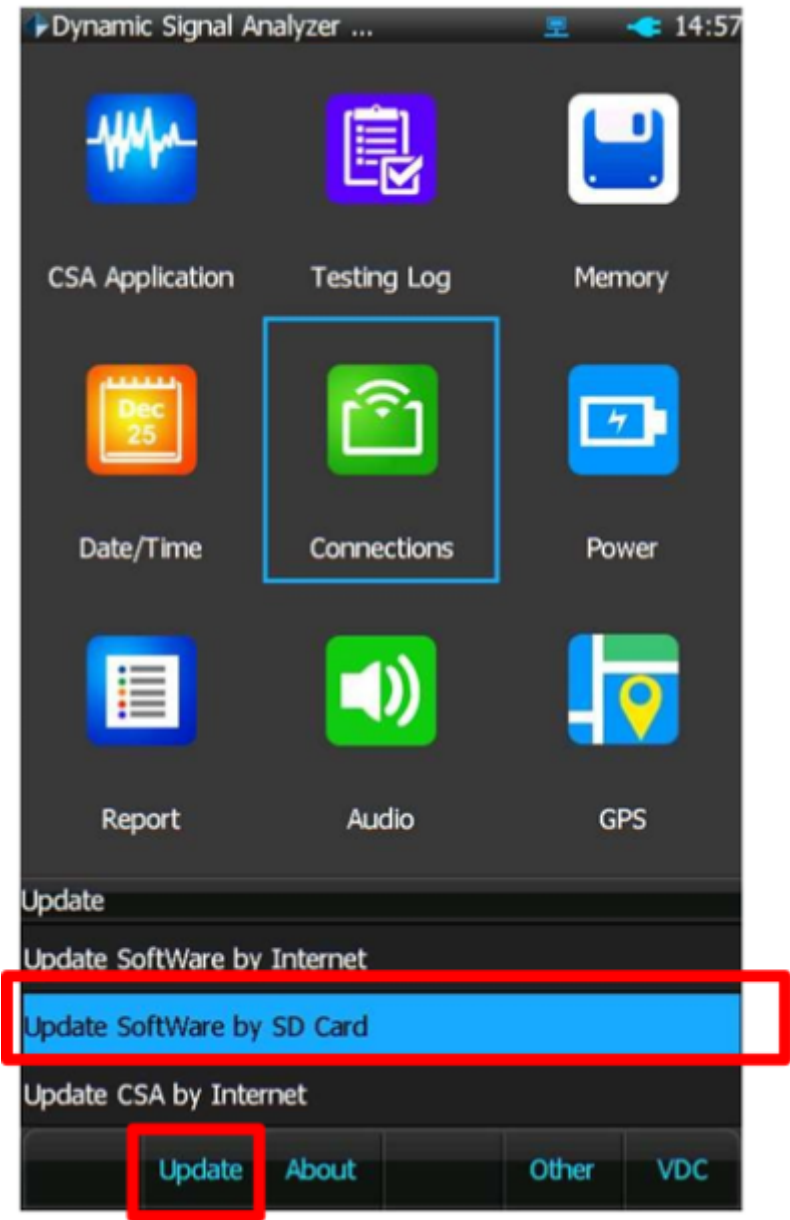 Dynamic Signal Analyzer ... 14:57
CSA Application Testing Log Memory
Dec
25
Date/Time Connections Power
Report Audio GPS
Update
Update SoftWare by Internet
Update SoftWare by SD Card
Update CSA by Internet
Update About Other VDC